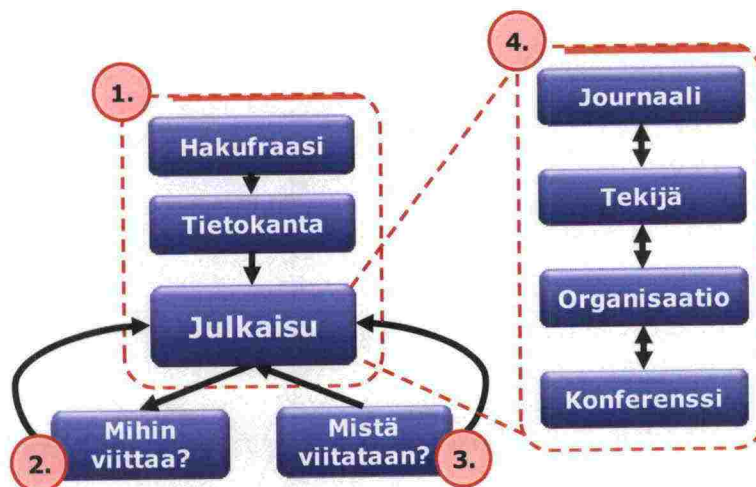 1.
Hakufraasi
Tietokanta
Julkaisu
2.
Mihin
viittaa?
Mistä
viitataan?
3.
4.
Journaali
Tekijä
Organisaatio
Konferenssi